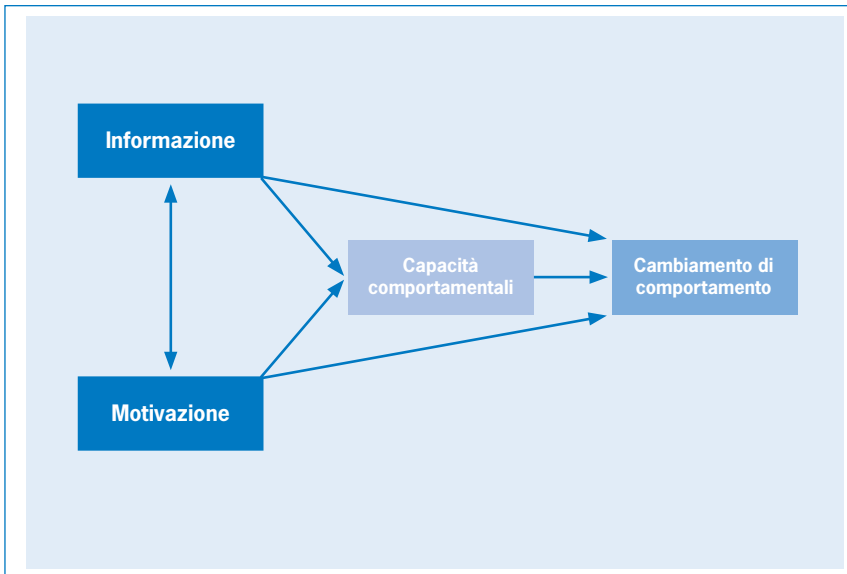 Informazione
Capacità
comportamentali
Cambiamento di
comportamento
Motivazione